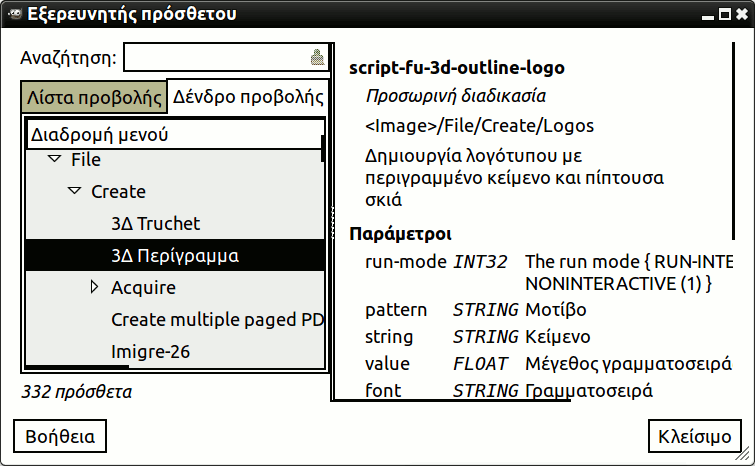 Εξερευνητής πρόσθετου
Αναζήτηση:
Λίστα προβολής
Δένδρο προβολής
Διαδρομή μενού
File
Create
3Δ Truchet
3Δ Περίγραμμα
Acquire
Create multiple paged PD
Imigre-26
332 πρόσθετα
script-fu-3d-outline-logo
Προσωρινή διαδικασία
<Image>/File/Create/Logos
Δημιουργία λογότυπου με
περιγραμμένο κείμενο και πίπτουσα
σκιά
Παράμετροι
run-mode INT32 The run mode { RUN-INTE
NONINTERACTIVE (1) }
pattern STRING Μοτίβο
string STRING Κείμενο
value FLOAT Μέγεθος γραμματοσειρά
font STRING Γραμματοσειρά
Βοήθεια
Κλείσιμο